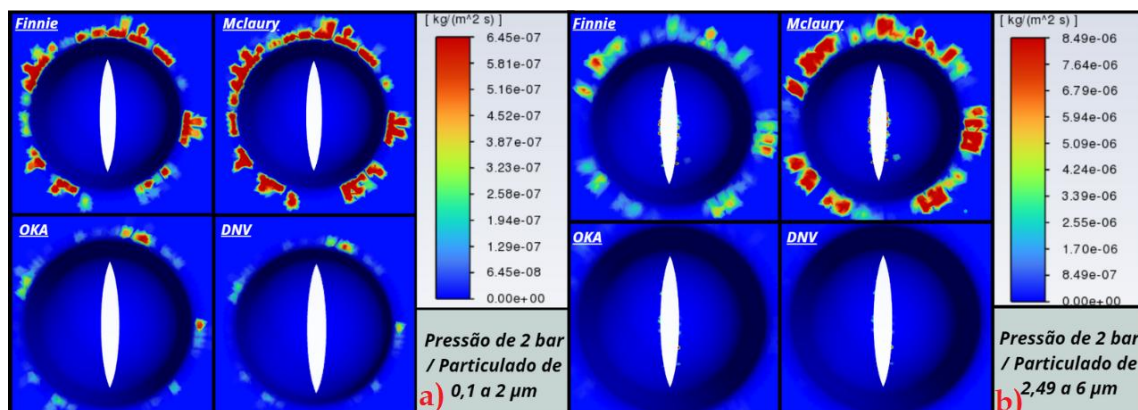 Finnie
Mclaury
OKA
DNV
[ kg/(m^2 s) ]
6.45e-07
5.81e-07
5.16e-07
4.52e-07
3.87e-07
3.23e-07
2.58e-07
1.94e-07
1.29e-07
6.45e-08
0.00e+00
Pressão de 2 bar
/ Particulado de
0,1 a 2 μm
a)
Finnie
Mclaury
OKA
DNV
[ kg/(m^2 s) ]
8.49e-06
7.64e-06
6.79e-06
5.94e-06
5.09e-06
4.24e-06
3.39e-06
2.55e-06
1.70e-06
8.49e-07
0.00e+00
Pressão de 2 bar
/ Particulado de
2,49 a 6 μm
b)